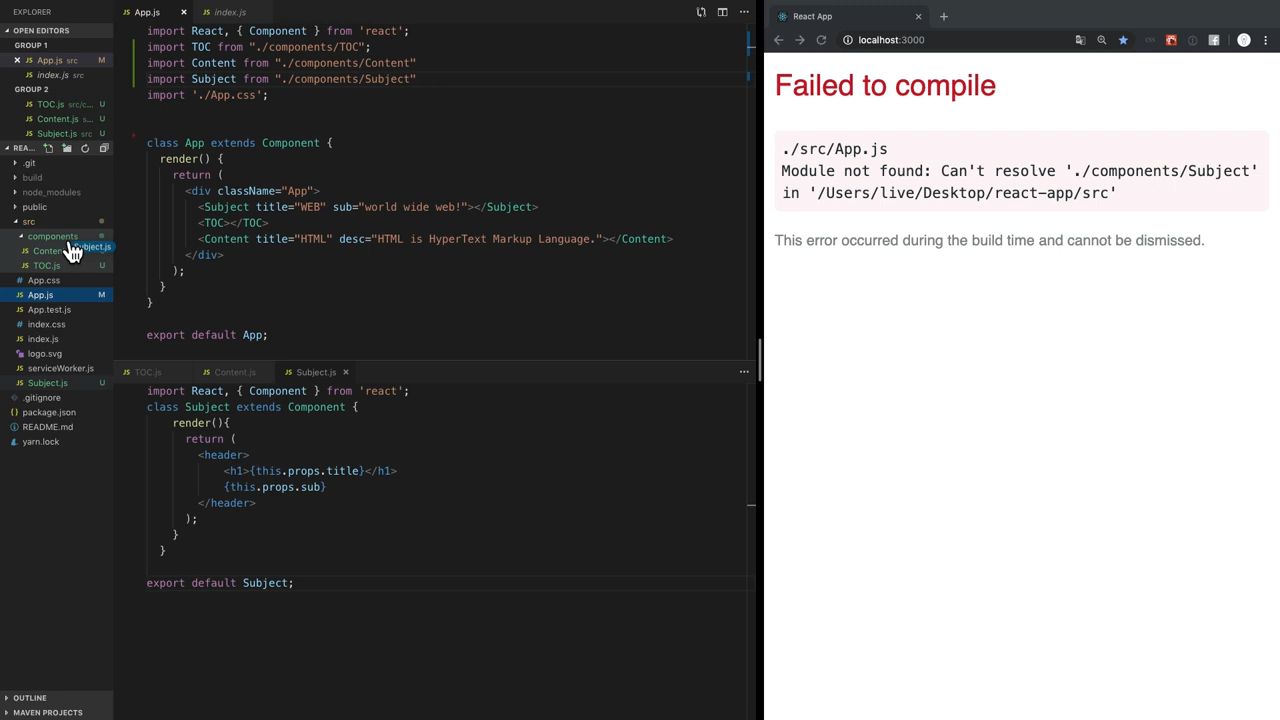 EXPLORER
OPEN EDITORS
GROUP 1
App.js src M
index.js src
GROUP 2
TOC.js src/c... U
Content.js s... U
Subject.js s... U
REA...
.git
build
node_modules
public
src
components
Subject.js
Conten
TOC.js U
App.css
App.js M
App.test.js
index.css
index.js
logo.svg
serviceWorker.js
Subject.js U
.gitignore
package.json
README.md
yarn.lock
OUTLINE
MAVEN PROJECTS
JS App.js × JS index.js
import React, { Component } from 'react';
import TOC from "./components/TOC";
import Content from "./components/Content"
import Subject from "./components/Subject"
import './App.css';
class App extends Component {
render() {
return (
<div className="App">
<Subject title="WEB" sub="world wide web!"></Subject>
<TOC></TOC>
<Content title="HTML" desc="HTML is HyperText Markup Language."></Content>
</div>
);
}
}
export default App;
JS TOC.js JS Content.js JS Subject.js ×
import React, { Component } from 'react';
class Subject extends Component {
render(){
return (
<header>
<h1>{this.props.title}</h1>
{this.props.sub}
</header>
);
}
}
export default Subject;
React App
localhost:3000
Failed to compile
./src/App.js
Module not found: Can't resolve './components/Subject'
in '/Users/live/Desktop/react-app/src'
This error occurred during the build time and cannot be dismissed.